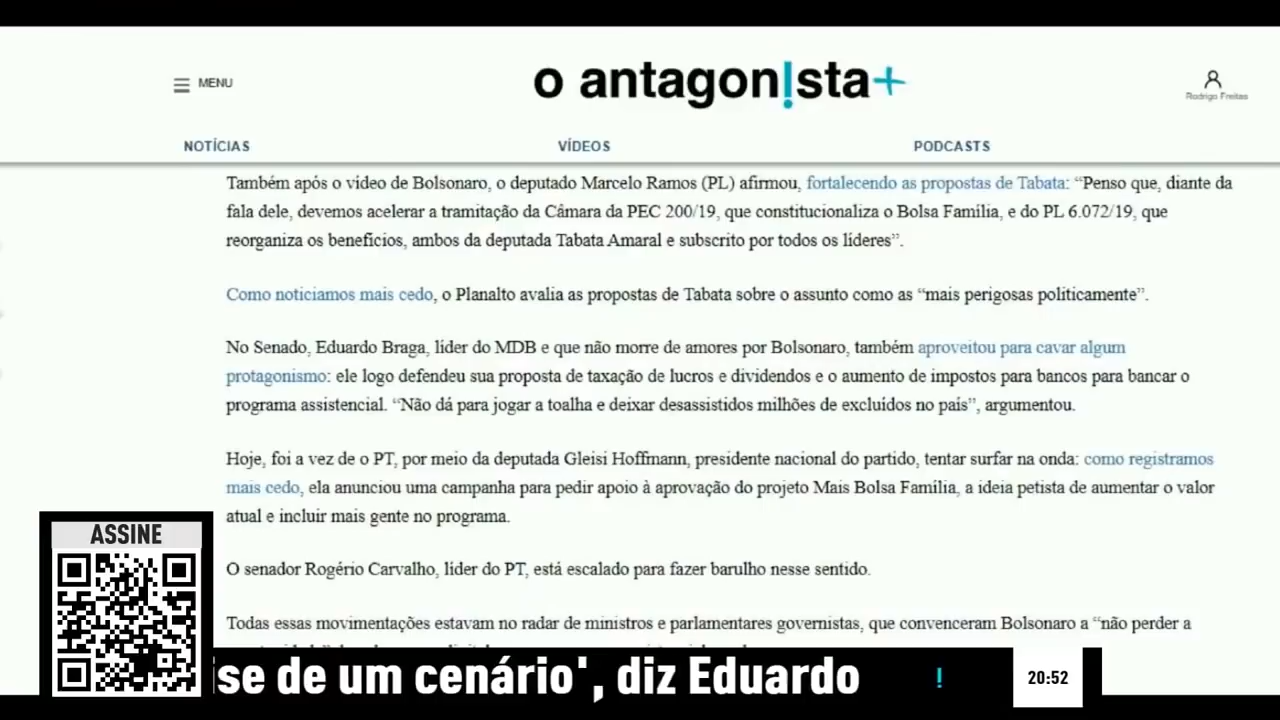 MENU
o antagon!sta+
Rodrigo Freitas
NOTÍCIAS
VÍDEOS
PODCASTS
Também após o vídeo de Bolsonaro, o deputado Marcelo Ramos (PL) afirmou, fortalecendo as propostas de Tabata: “Penso que, diante da
fala dele, devemos acelerar a tramitação da Câmara da PEC 200/19, que constitucionaliza o Bolsa Família, e do PL 6.072/19, que
reorganiza os benefícios, ambos da deputada Tabata Amaral e subscrito por todos os líderes”.
Como noticiamos mais cedo, o Planalto avalia as propostas de Tabata sobre o assunto como as “mais perigosas politicamente”.
No Senado, Eduardo Braga, líder do MDB e que não morre de amores por Bolsonaro, também aproveitou para cavar algum
protagonismo: ele logo defendeu sua proposta de taxação de lucros e dividendos e o aumento de impostos para bancos para bancar o
programa assistencial. “Não dá para jogar a toalha e deixar desassistidos milhões de excluídos no país”, argumentou.
Hoje, foi a vez de o PT, por meio da deputada Gleisi Hoffmann, presidente nacional do partido, tentar surfar na onda: como registramos
mais cedo, ela anunciou uma campanha para pedir apoio à aprovação do projeto Mais Bolsa Família, a ideia petista de aumentar o valor
atual e incluir mais gente no programa.
O senador Rogério Carvalho, líder do PT, está escalado para fazer barulho nesse sentido.
Todas essas movimentações estavam no radar de ministros e parlamentares governistas, que convenceram Bolsonaro a “não perder a
ASSINE
ise de um cenário', diz Eduardo
!
20:52